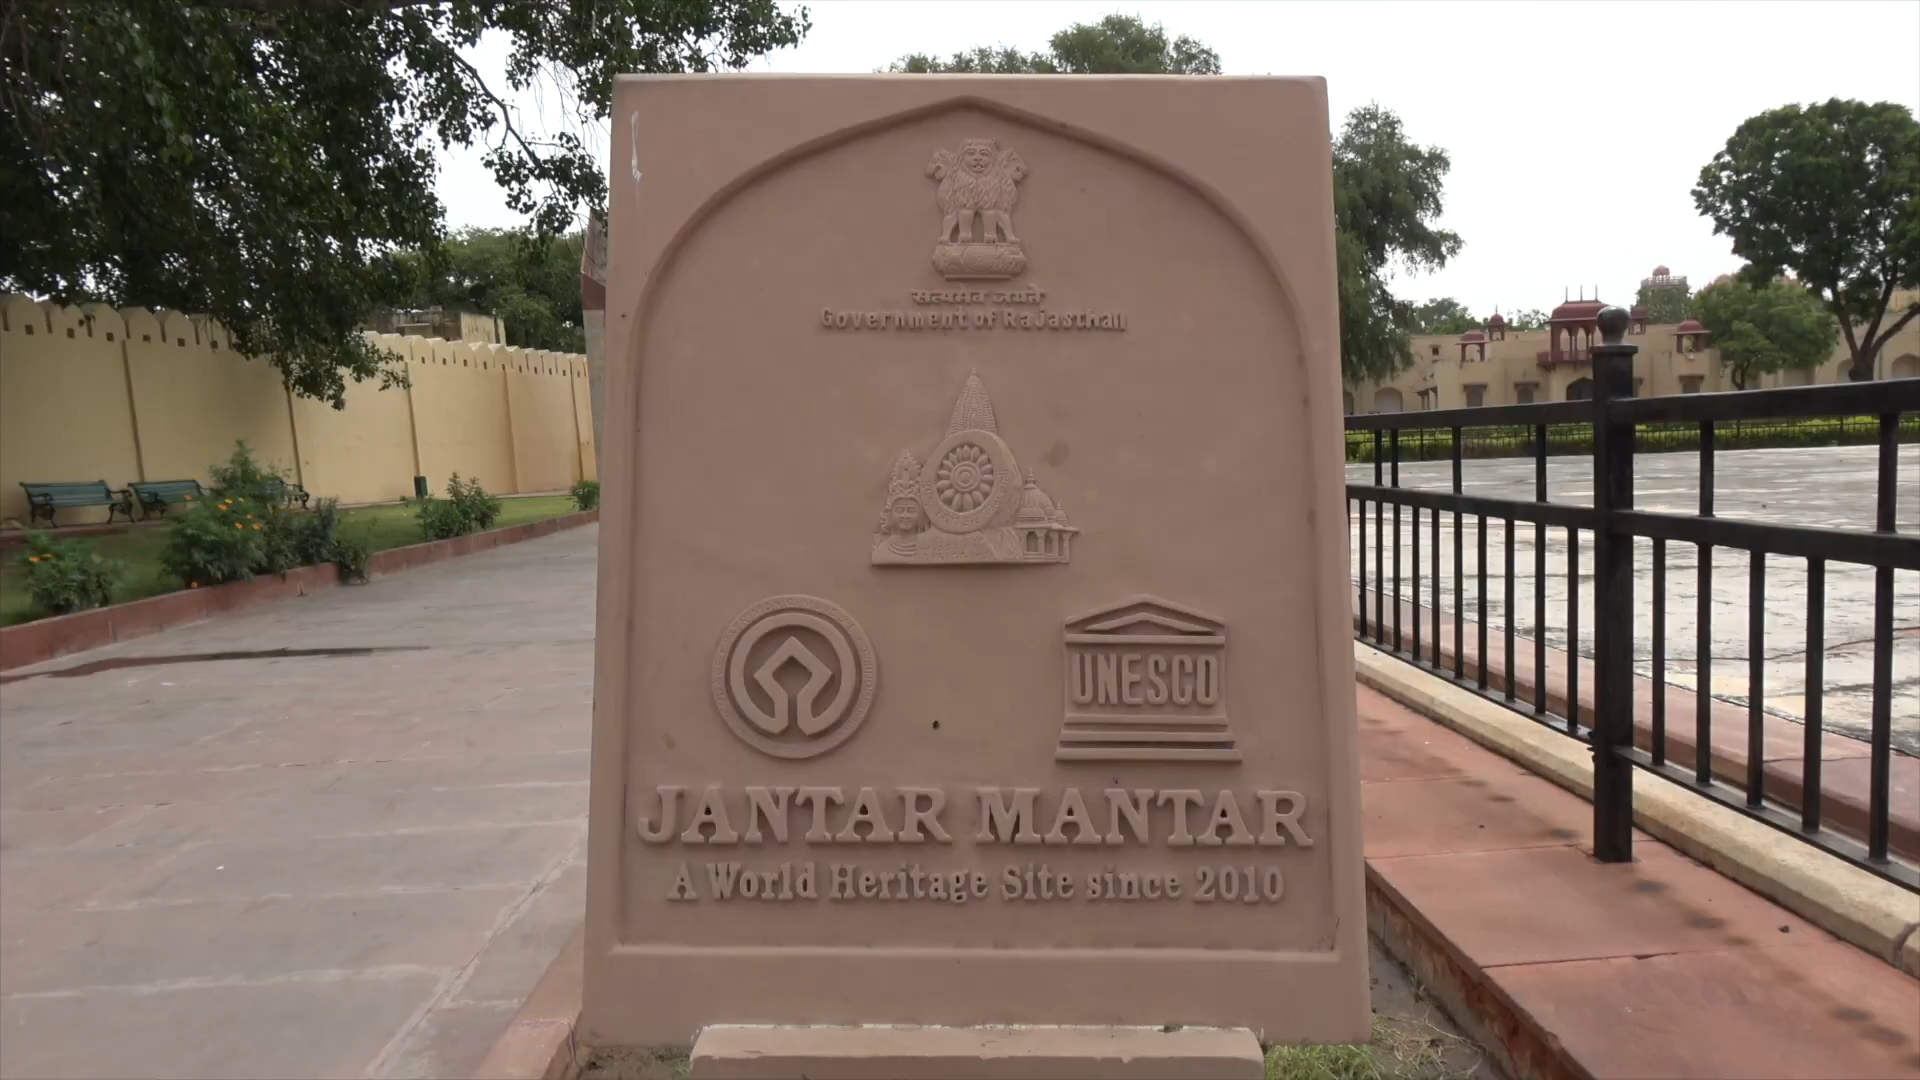 सत्यमेव जयते
Government of Rajasthan
UNESCO
JANTAR MANTAR
A World Heritage Site since 2010